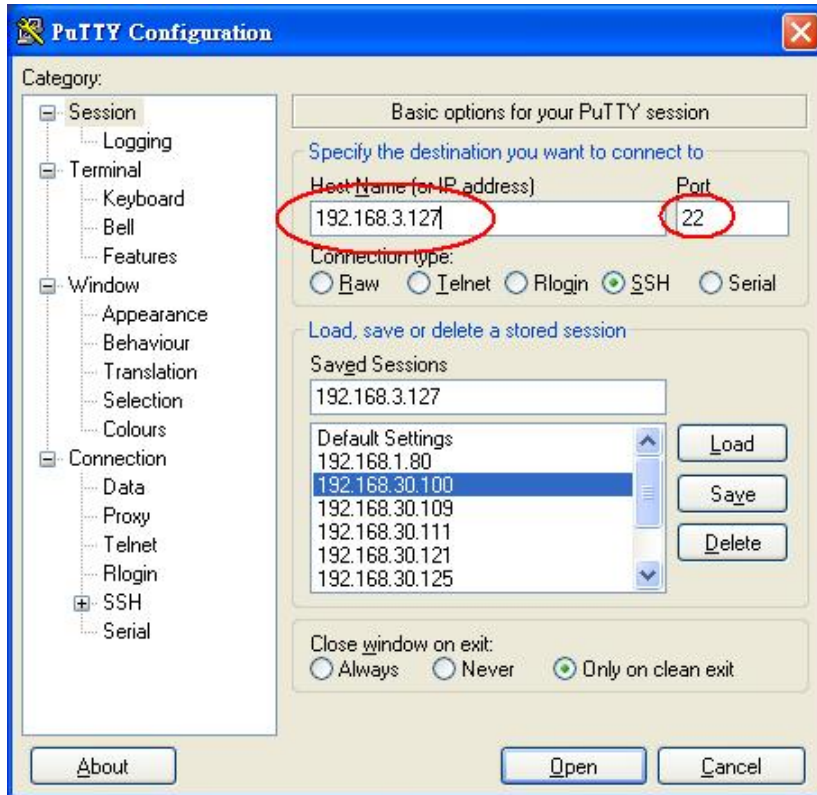 PuTTY Configuration
Category:
Session
Logging
Terminal
Keyboard
Bell
Features
Window
Appearance
Behaviour
Translation
Selection
Colours
Connection
Data
Proxy
Telnet
Rlogin
SSH
Serial
Basic options for your PuTTY session
Specify the destination you want to connect to
Host Name (or IP address) Port
192.168.3.127 22
Connection type:
Raw Telnet Rlogin SSH Serial
Load, save or delete a stored session
Saved Sessions
192.168.3.127
Default Settings
192.168.1.80
192.168.30.100
192.168.30.109
192.168.30.111
192.168.30.121
192.168.30.125
Load
Save
Delete
Close window on exit:
Always Never Only on clean exit
About Open Cancel